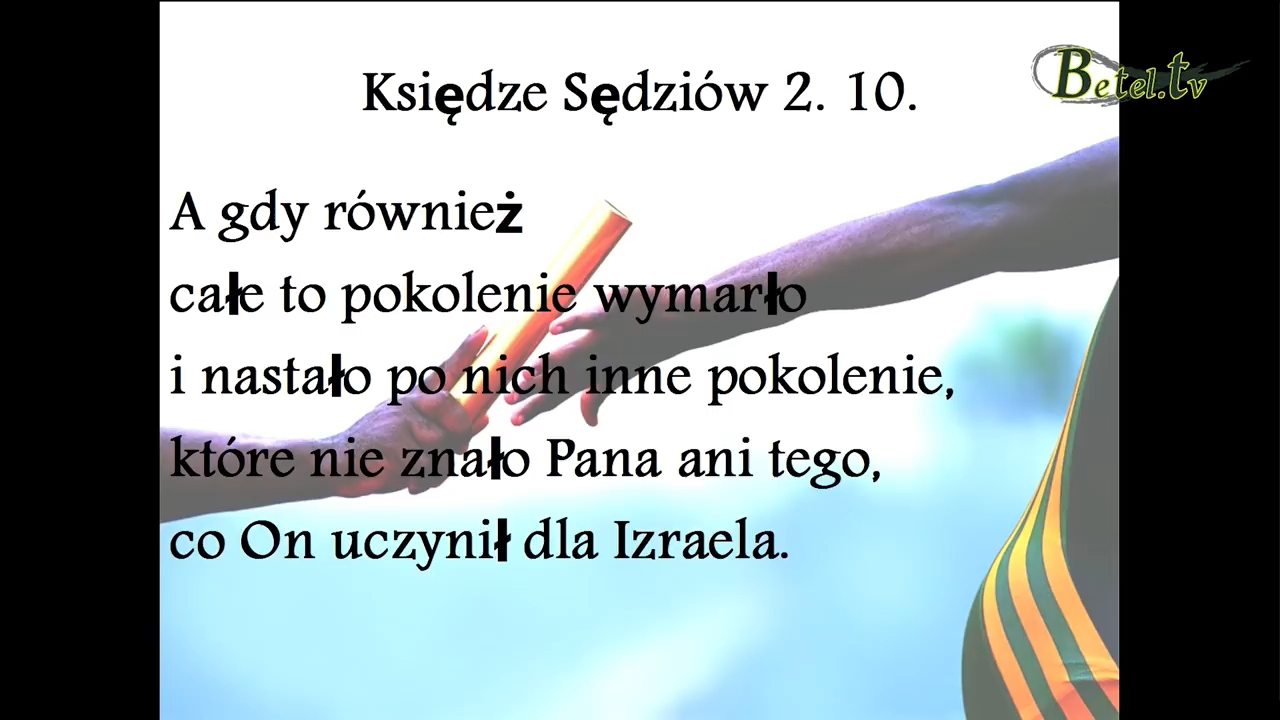 Księdze Sędziów 2. 10.
Betel.tv
A gdy również
całe to pokolenie wymarło
i nastało po nich inne pokolenie,
które nie znało Pana ani tego,
co On uczynił dla Izraela.